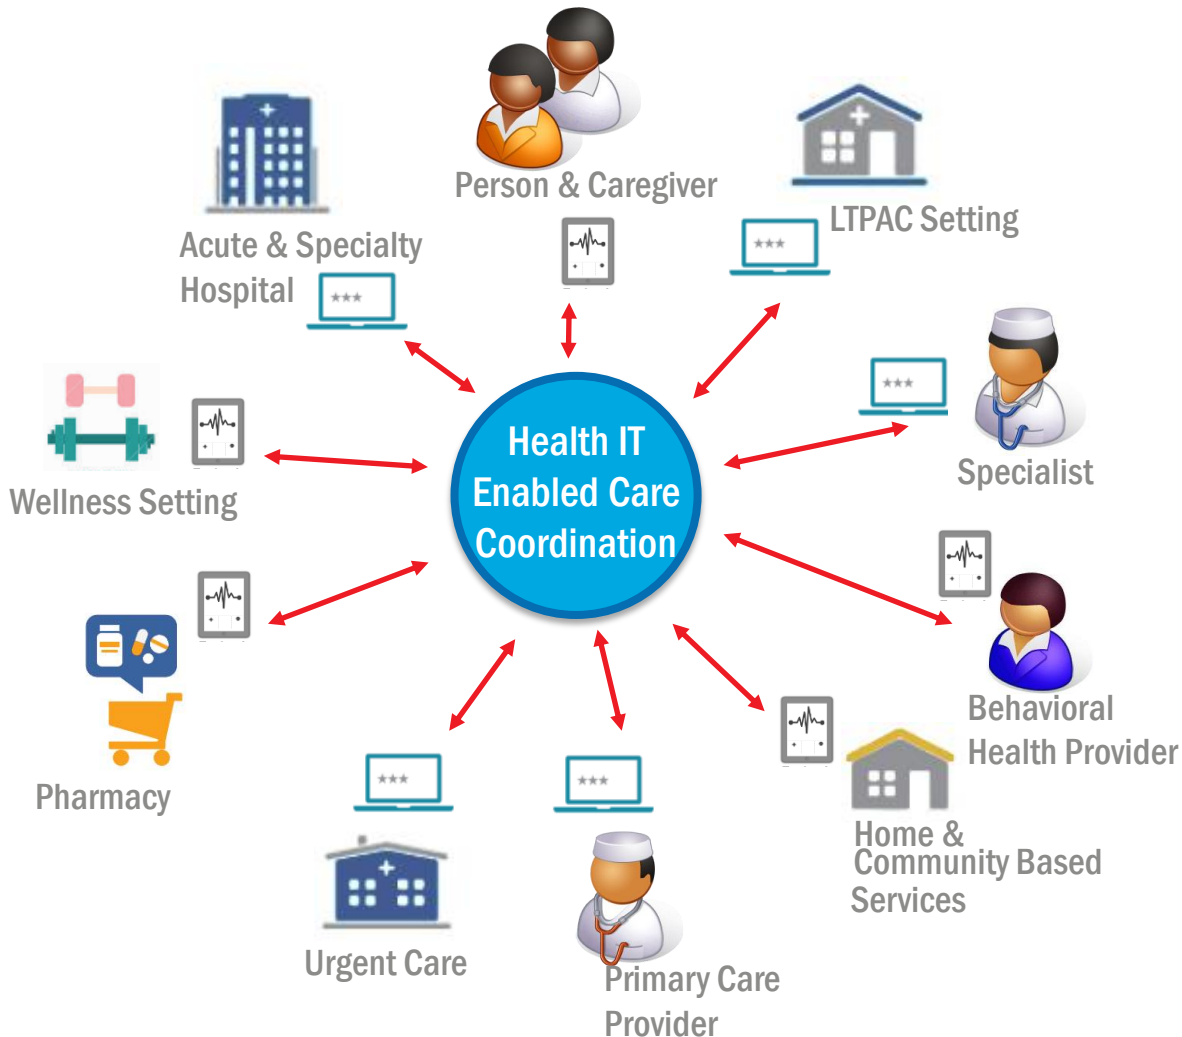 Person & Caregiver
LTPAC Setting
Acute & Specialty
Hospital
***
***
***
Specialist
Wellness Setting
Health IT
Enabled Care
Coordination
Behavioral
Health Provider
Pharmacy
***
***
Home &
Community Based
Services
Urgent Care
Primary Care
Provider